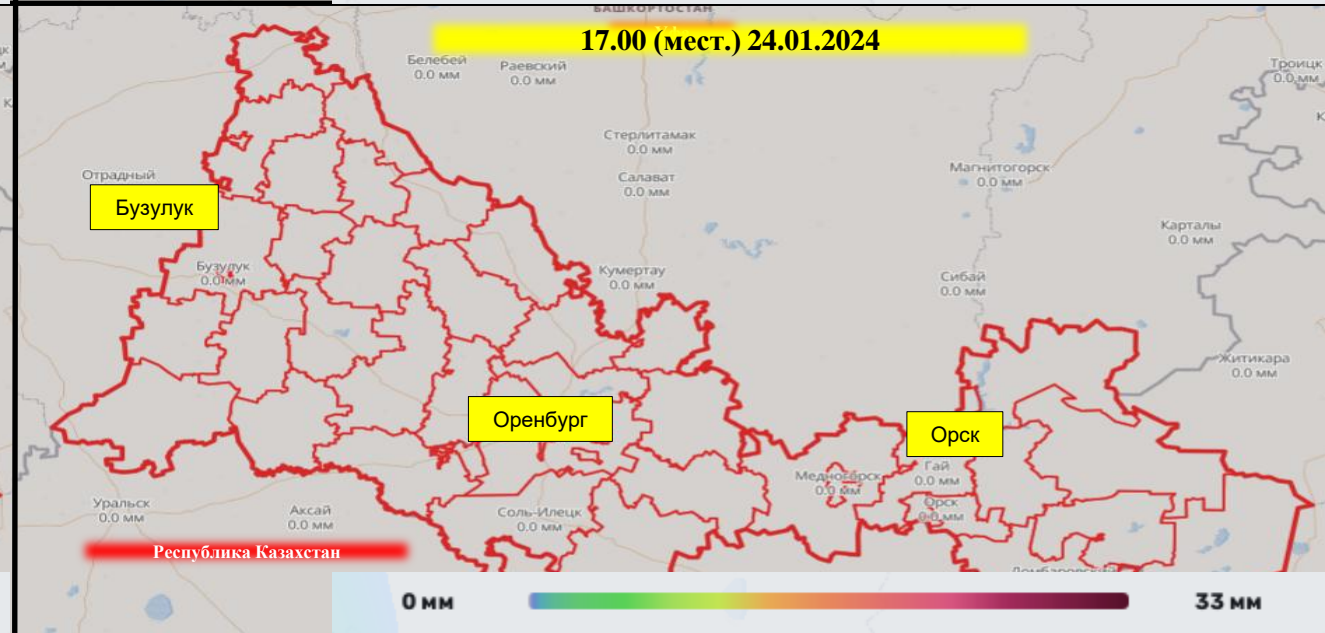 БАШКОРТОСТАН
17.00 (мест.) 24.01.2024
Белебей
0.0 мм
Раевский
0.0 мм
Троицк
0.0 мм
Стерлитамак
0.0 мм
Магнитогорск
0.0 мм
Отрадный
Салават
0.0 мм
Бузулук
Карталы
0.0 мм
Бузулук
0.0 мм
Кумертау
0.0 мм
Сибай
0.0 мм
Житикара
0.0 мм
Оренбург
Орск
Медногорск
0.0 мм
Гай
0.0 мм
Уральск
0.0 мм
Аксай
0.0 мм
Соль-Илецк
0.0 мм
Орск
0.0 мм
Республика Казахстан
Домбаровский
0 мм
33 мм